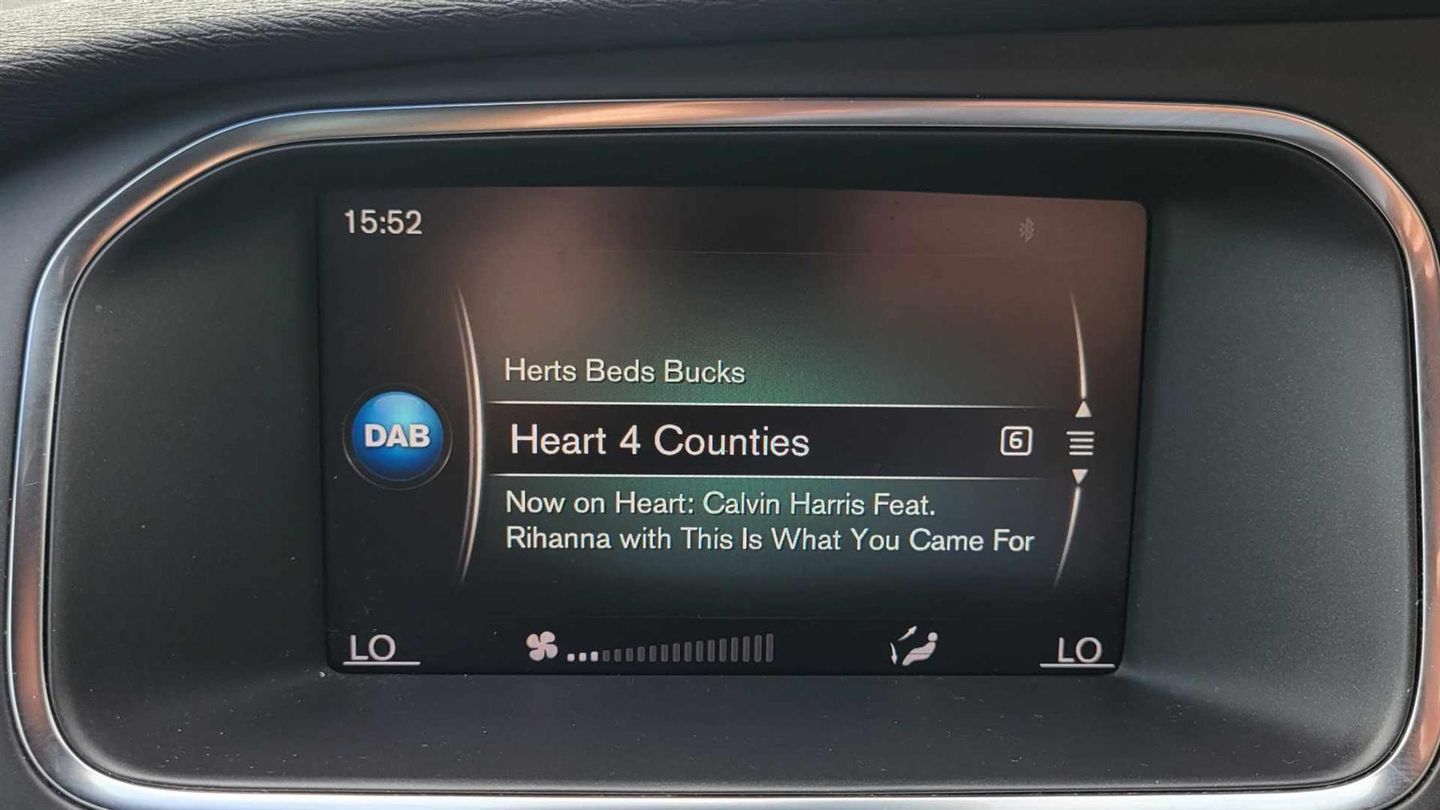 15:52
Herts Beds Bucks
DAB
Heart 4 Counties 6
Now on Heart: Calvin Harris Feat.
Rihanna with This Is What You Came For
LO LO